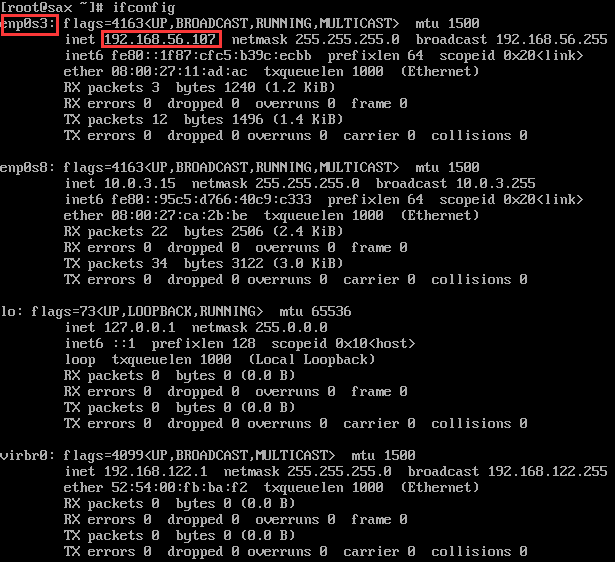 [root@sax ~]# ifconfig
enp0s3: flags=4163<UP,BROADCAST,RUNNING,MULTICAST>  mtu 1500
        inet 192.168.56.107  netmask 255.255.255.0  broadcast 192.168.56.255
        inet6 fe80::1f87:cfc5:b39c:ecbb  prefixlen 64  scopeid 0x20<link>
        ether 08:00:27:11:ad:ac  txqueuelen 1000  (Ethernet)
        RX packets 3  bytes 1240 (1.2 KiB)
        RX errors 0  dropped 0  overruns 0  frame 0
        TX packets 12  bytes 1496 (1.4 KiB)
        TX errors 0  dropped 0 overruns 0  carrier 0  collisions 0
enp0s8: flags=4163<UP,BROADCAST,RUNNING,MULTICAST>  mtu 1500
        inet 10.0.3.15  netmask 255.255.255.0  broadcast 10.0.3.255
        inet6 fe80::95c5:d766:40c9:c333  prefixlen 64  scopeid 0x20<link>
        ether 08:00:27:ca:2b:be  txqueuelen 1000  (Ethernet)
        RX packets 22  bytes 2506 (2.4 KiB)
        RX errors 0  dropped 0  overruns 0  frame 0
        TX packets 34  bytes 3122 (3.0 KiB)
        TX errors 0  dropped 0 overruns 0  carrier 0  collisions 0
lo: flags=73<UP,LOOPBACK,RUNNING>  mtu 65536
        inet 127.0.0.1  netmask 255.0.0.0
        inet6 ::1  prefixlen 128  scopeid 0x10<host>
        loop  txqueuelen 1000  (Local Loopback)
        RX packets 0  bytes 0 (0.0 B)
        RX errors 0  dropped 0  overruns 0  frame 0
        TX packets 0  bytes 0 (0.0 B)
        TX errors 0  dropped 0 overruns 0  carrier 0  collisions 0
virbr0: flags=4099<UP,BROADCAST,MULTICAST>  mtu 1500
        inet 192.168.122.1  netmask 255.255.255.0  broadcast 192.168.122.255
        ether 52:54:00:fb:ba:f2  txqueuelen 1000  (Ethernet)
        RX packets 0  bytes 0 (0.0 B)
        RX errors 0  dropped 0  overruns 0  frame 0
        TX packets 0  bytes 0 (0.0 B)
        TX errors 0  dropped 0 overruns 0  carrier 0  collisions 0